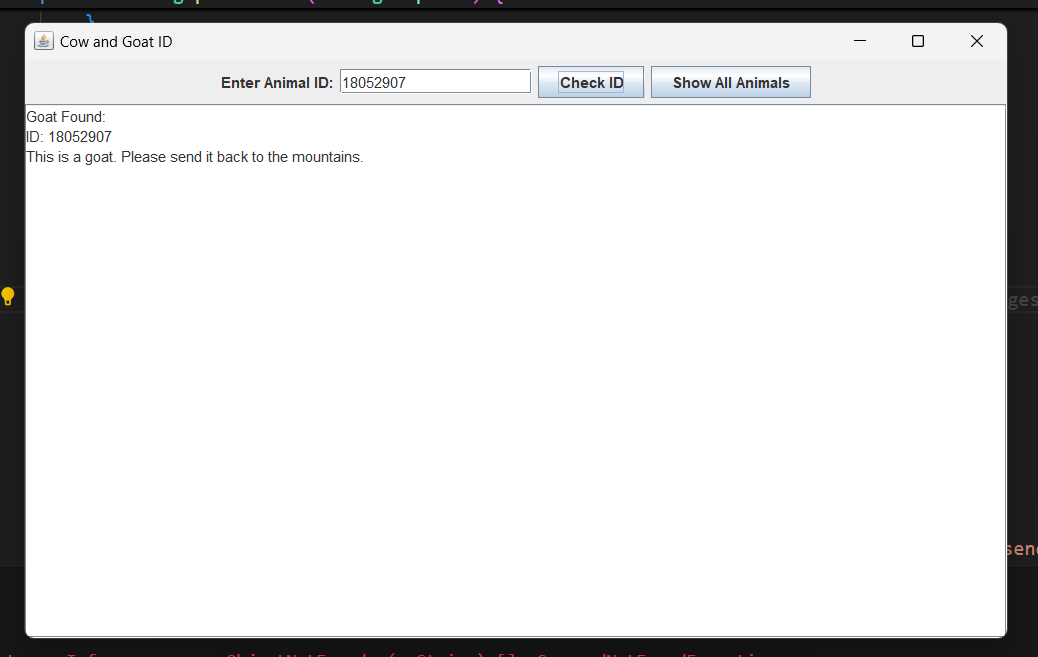 Cow and Goat ID
Enter Animal ID: 18052907 Check ID Show All Animals
Goat Found:
ID: 18052907
This is a goat. Please send it back to the mountains.